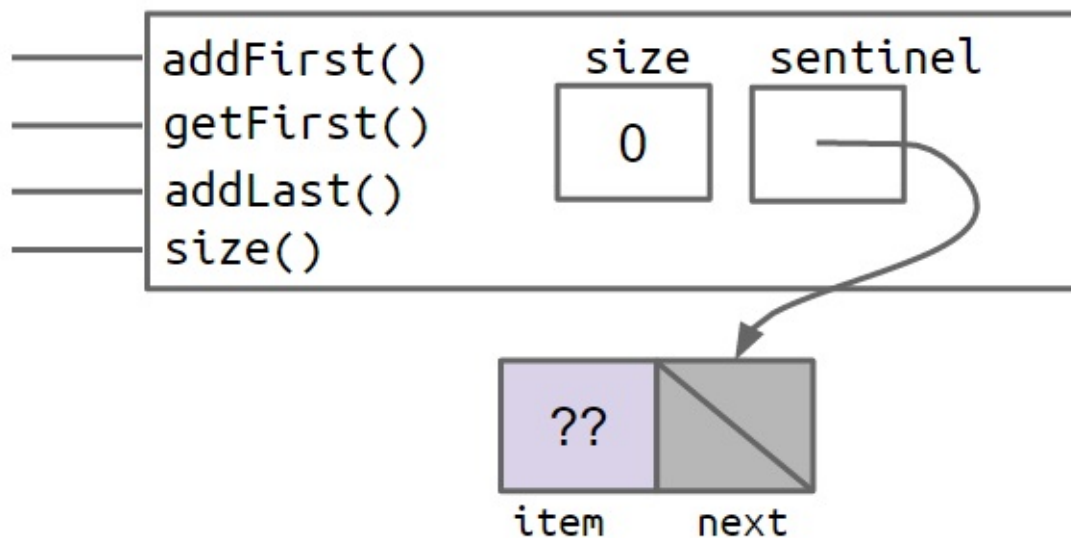 addFirst()
getFirst()
addLast()
size()
size sentinel
0
??
item next